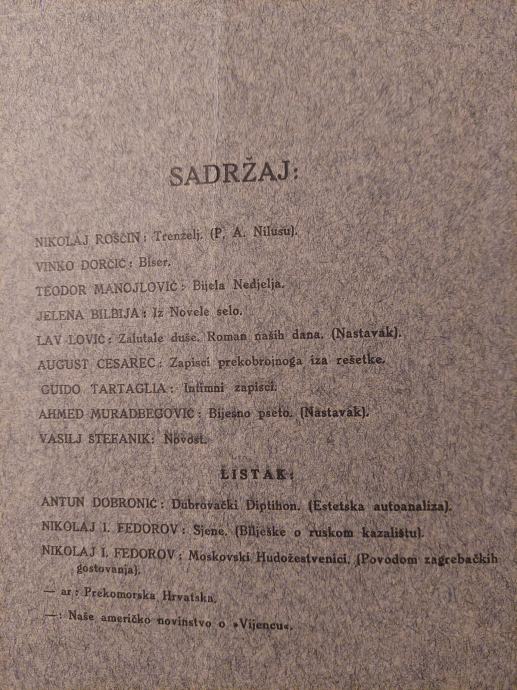 SADRŽAJ:
NIKOLAJ ROŠČIN: Trenželj. (P. A. Nilusu).
VINKO DORČIĆ: Biser.
TEODOR MANOJLOVIĆ: Bijela Nedjelja.
JELENA BILBIJA: Iz Novele selo.
LAV LOVIĆ: Zalutale duše. Roman naših dana. (Nastavak).
AUGUST CESAREC: Zapisci prekobrojnoga iza rešetke.
GUIDO TARTAGLIA: Intimni zapisci.
AHMED MURADBEGOVIĆ: Bijesno pseto. (Nastavak).
VASILJ STEFANIK: Novost.
LISTAK:
ANTUN DOBRONIĆ: Dubrovački Diptihon. (Estetska autoanaliza).
NIKOLAJ I. FEDOROV: Sjene. (Bilješke o ruskom kazalištu).
NIKOLAJ I. FEDOROV: Moskovski Hudožestvenici. (Povodom zagrebačkih
gostovanja).
— ar: Prekomorska Hrvatska.
—: Naše američko novinstvo o »Vijencu«.